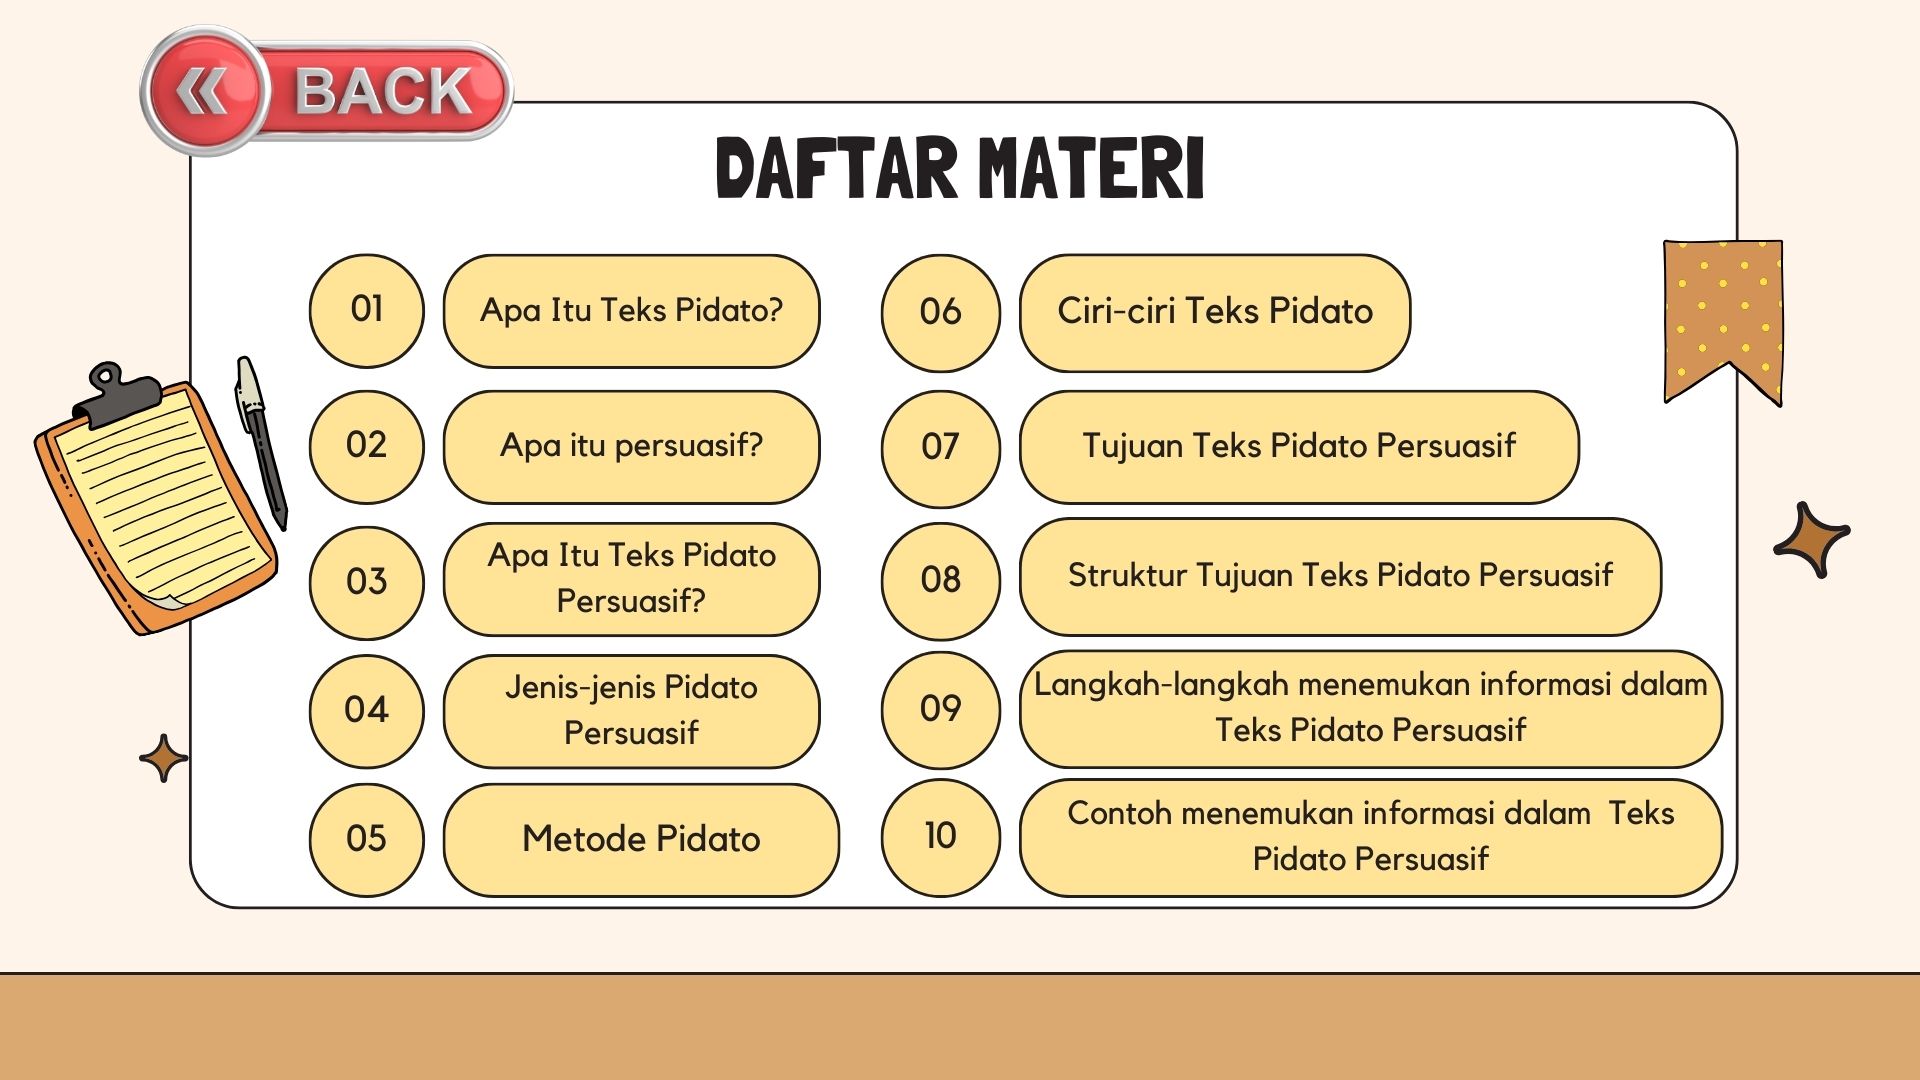 BACK
DAFTAR MATERI
01
Apa Itu Teks Pidato?
02
Apa itu persuasif?
03
Apa Itu Teks Pidato
Persuasif?
04
Jenis-jenis Pidato
Persuasif
05
Metode Pidato
06
Ciri-ciri Teks Pidato
07
Tujuan Teks Pidato Persuasif
08
Struktur Tujuan Teks Pidato Persuasif
09
Langkah-langkah menemukan informasi dalam
Teks Pidato Persuasif
10
Contoh menemukan informasi dalam  Teks
Pidato Persuasif